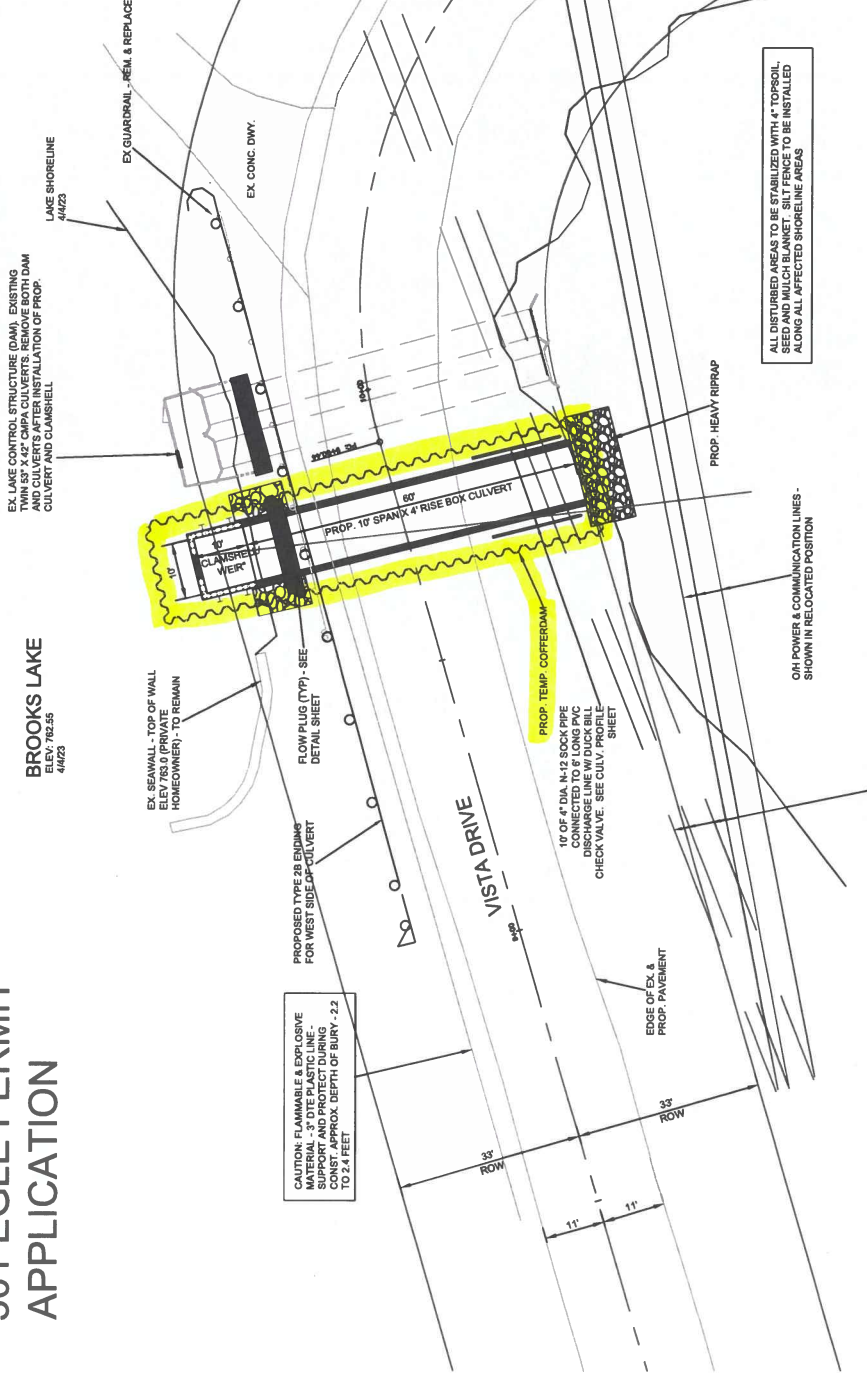 APPLICATION
BROOKS LAKE
ELEV: 762.55
4/4/23
EX. LAKE CONTROL STRUCTURE (DAM). EXISTING
TWIN 53" X 42" CMPA CULVERTS. REMOVE BOTH DAM
AND CULVERTS AFTER INSTALLATION OF PROP.
CULVERT AND CLAMSHELL
LAKE SHORELINE
4/4/23
EX GUARDRAIL - REM. & REPLACE
EX. CONC. DWY.
EX. SEAWALL - TOP OF WALL
ELEV 763.0 (PRIVATE
HOMEOWNER) - TO REMAIN
10'
10'
"CLAMSHELL
WEIR"
60'
PROP. 10' SPAN X 4' RISE BOX CULVERT
10+00
FLOW PLUG (TYP) - SEE
DETAIL SHEET
PROPOSED TYPE 2B ENDING
FOR WEST SIDE OF CULVERT
CAUTION: FLAMMABLE & EXPLOSIVE
MATERIAL - 3" DTE PLASTIC LINE -
SUPPORT AND PROTECT DURING
CONST. APPROX. DEPTH OF BURY - 2.2
TO 2.4 FEET
VISTA DRIVE
9+00
PROP. TEMP. COFFERDAM
10' OF 4" DIA. N-12 SOCK PIPE
CONNECTED TO 6' LONG PVC
DISCHARGE LINE W/ DUCK BILL
CHECK VALVE. SEE CULV. PROFILE
SHEET
EDGE OF EX. &
PROP. PAVEMENT
33'
ROW
33'
ROW
11'
11'
PROP. HEAVY RIPRAP
O/H POWER & COMMUNICATION LINES -
SHOWN IN RELOCATED POSITION
ALL DISTURBED AREAS TO BE STABILIZED WITH 4" TOPSOIL,
SEED AND MULCH BLANKET. SILT FENCE TO BE INSTALLED
ALONG ALL AFFECTED SHORELINE AREAS